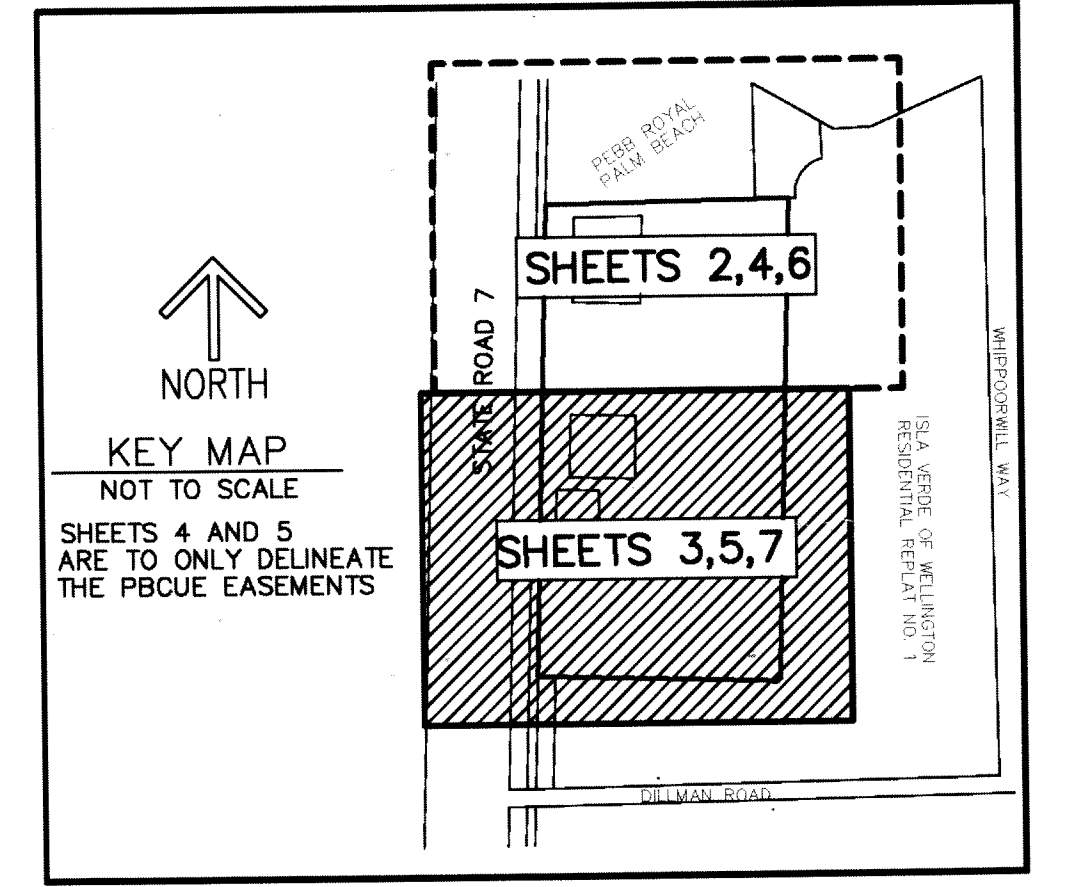 PEBB ROYAL
PALM BEACH
SHEETS 2,4,6
STATE ROAD 7
WHIPPOORWILL WAY
NORTH
KEY MAP
NOT TO SCALE
SHEETS 4 AND 5
ARE TO ONLY DELINEATE
THE PBCUE EASEMENTS
ISLA VERDE OF WELLINGTON
RESIDENTIAL REPLAT NO. 1
SHEETS 3,5,7
DILLMAN ROAD